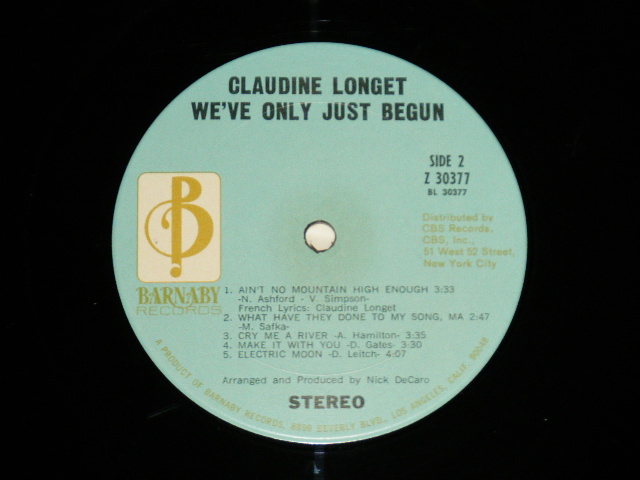 CLAUDINE LONGET
WE'VE ONLY JUST BEGUN
SIDE 2
Z 30377
BL 30377
B
BARNABY
RECORDS
Distributed by
CBS Records,
CBS, Inc.,
51 West 52 Street,
New York City
1. AIN'T NO MOUNTAIN HIGH ENOUGH 3:33
-N. Ashford - V. Simpson-
French Lyrics: Claudine Longet
2. WHAT HAVE THEY DONE TO MY SONG, MA 2:47
-M. Safka-
3. CRY ME A RIVER -A. Hamilton- 3:35
4. MAKE IT WITH YOU -D. Gates- 3:30
5. ELECTRIC MOON -D. Leitch- 4:07
Arranged and Produced by Nick DeCaro
STEREO
A PRODUCT OF BARNABY RECORDS, BEVERLY BLVD., LOS ANGELES, CALIF. 90048